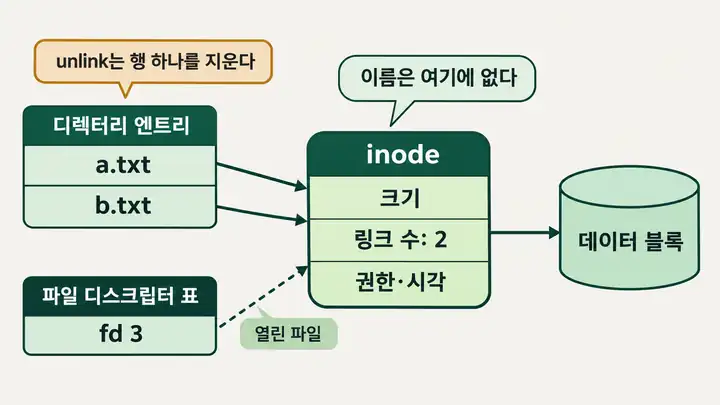 unlink는 행 하나를 지운다
이름은 여기에 없다
디렉터리 엔트리
a.txt
b.txt
inode
크기
링크 수: 2
권한·시각
데이터 블록
파일 디스크립터 표
fd 3
열린 파일